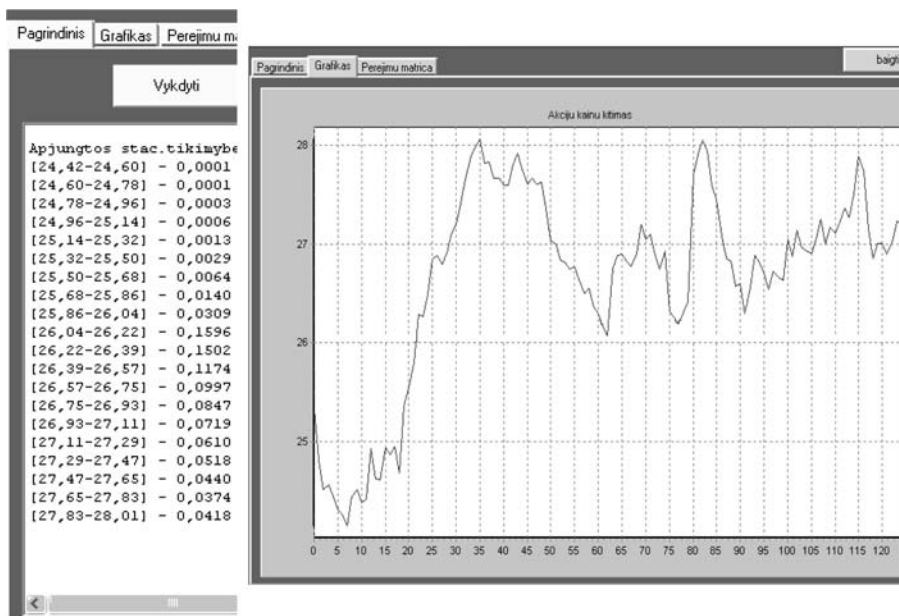 Pagrindinis Grafikas Perejimu ma
Vykdyti
Apjungtos stac.tikimybe
[24,42-24,60] - 0,0001
[24,60-24,78] - 0,0001
[24,78-24,96] - 0,0003
[24,96-25,14] - 0,0006
[25,14-25,32] - 0,0013
[25,32-25,50] - 0,0029
[25,50-25,68] - 0,0064
[25,68-25,86] - 0,0140
[25,86-26,04] - 0,0309
[26,04-26,22] - 0,1596
[26,22-26,39] - 0,1502
[26,39-26,57] - 0,1174
[26,57-26,75] - 0,0997
[26,75-26,93] - 0,0847
[26,93-27,11] - 0,0719
[27,11-27,29] - 0,0610
[27,29-27,47] - 0,0518
[27,47-27,65] - 0,0440
[27,65-27,83] - 0,0374
[27,83-28,01] - 0,0418
baigti
Pagrindinis Grafikas Perejimu matrica
Akciju kainu kitimas
28
27
26
25
0 5 10 15 20 25 30 35 40 45 50 55 60 65 70 75 80 85 90 95 100 105 110 115 120